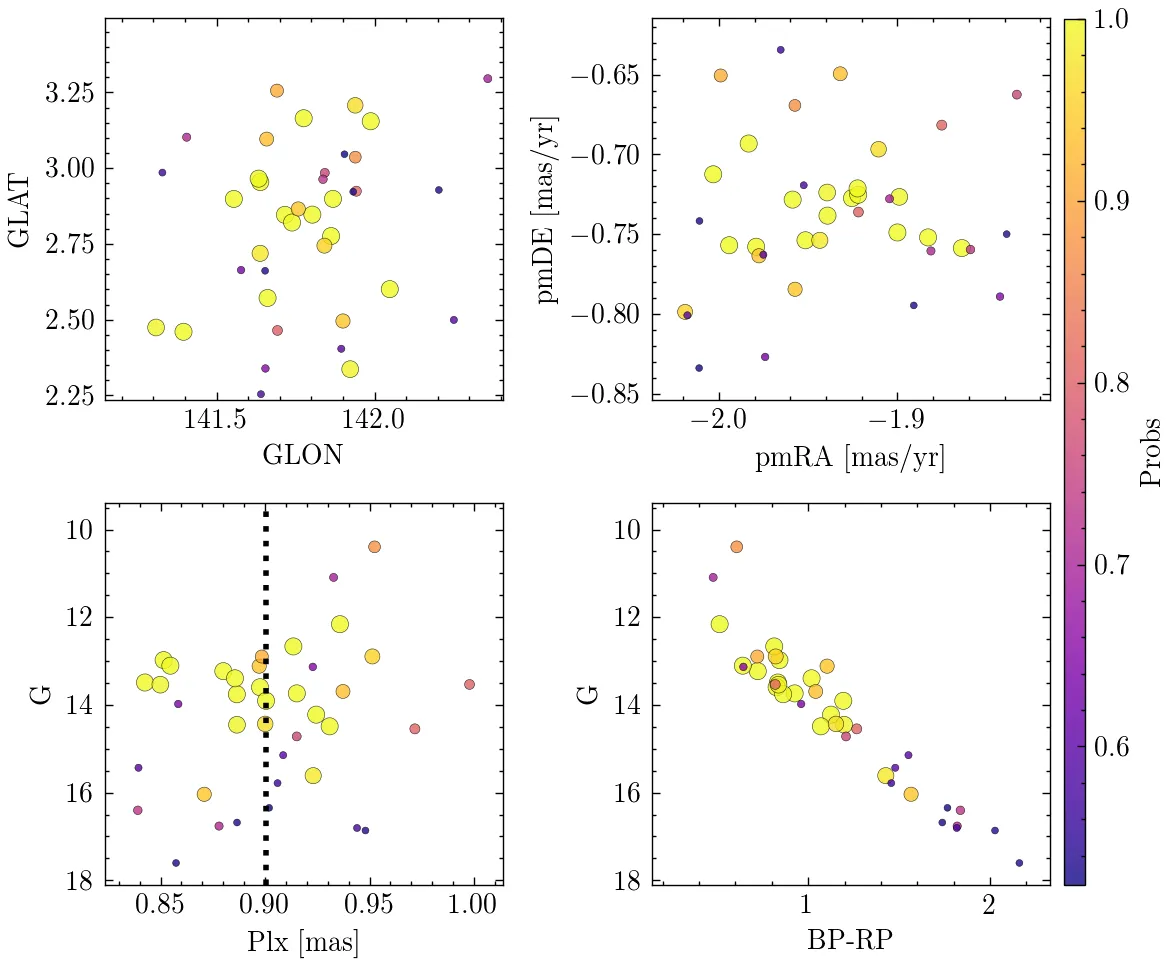 3.25
3.00
2.75
2.50
2.25
GLAT
141.5 142.0
GLON
−0.65
−0.70
−0.75
−0.80
−0.85
pmDE [mas/yr]
−2.0 −1.9
pmRA [mas/yr]
1.0
0.9
0.8
0.7
0.6
Probs
10
12
14
16
18
G
0.85 0.90 0.95 1.00
Plx [mas]
10
12
14
16
18
G
1 2
BP-RP